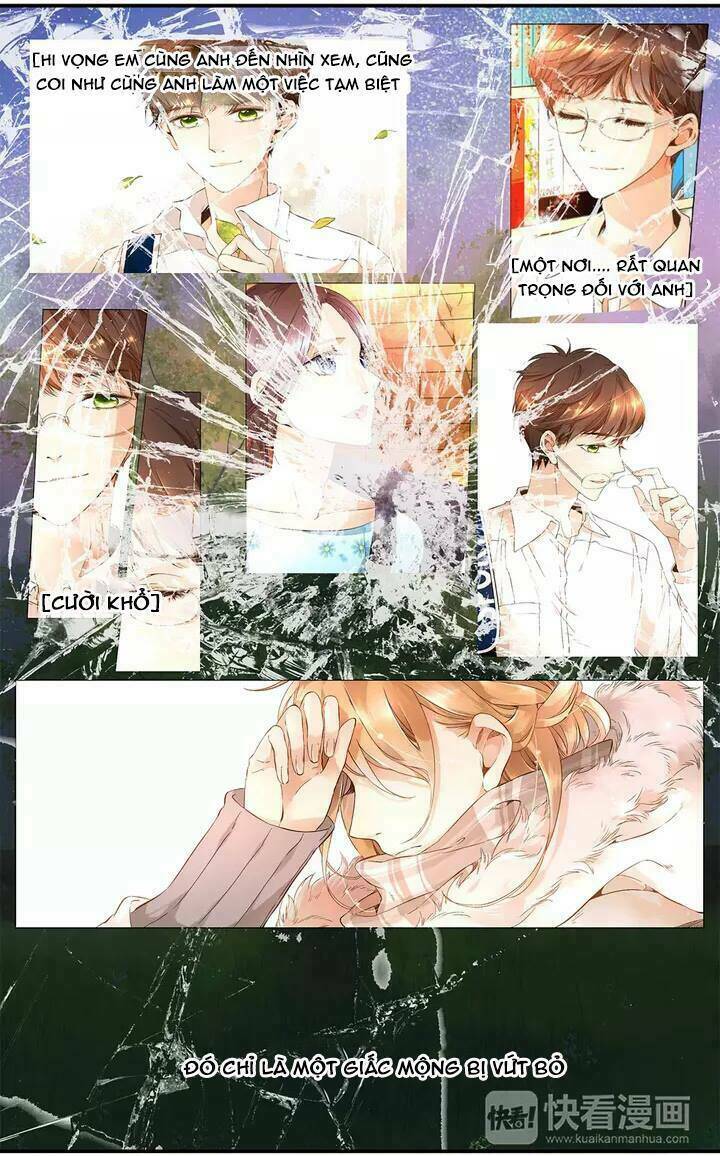 [HI VỌNG EM CÙNG ANH ĐẾN NHÌN XEM, CŨNG
COI NHƯ CÙNG ANH LÀM MỘT VIỆC TẠM BIỆT
[MỘT NƠI.... RẤT QUAN
TRỌNG ĐỐI VỚI ANH]
[CƯỜI KHỔ]
ĐÓ CHỈ LÀ MỘT GIẤC MỘNG BỊ VỨT BỎ
快看! 快看漫画
www.kuaikanmanhua.com